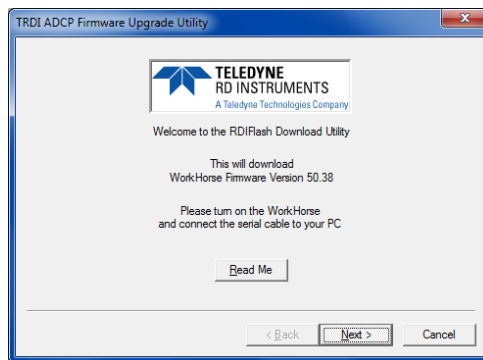 TRDI ADCP Firmware Upgrade Utility
TELEDYNE
RD INSTRUMENTS
A Teledyne Technologies Company
Welcome to the RDIFlash Download Utility
This will download
WorkHorse Firmware Version 50.38
Please turn on the WorkHorse
and connect the serial cable to your PC
Read Me
< Back
Next >
Cancel